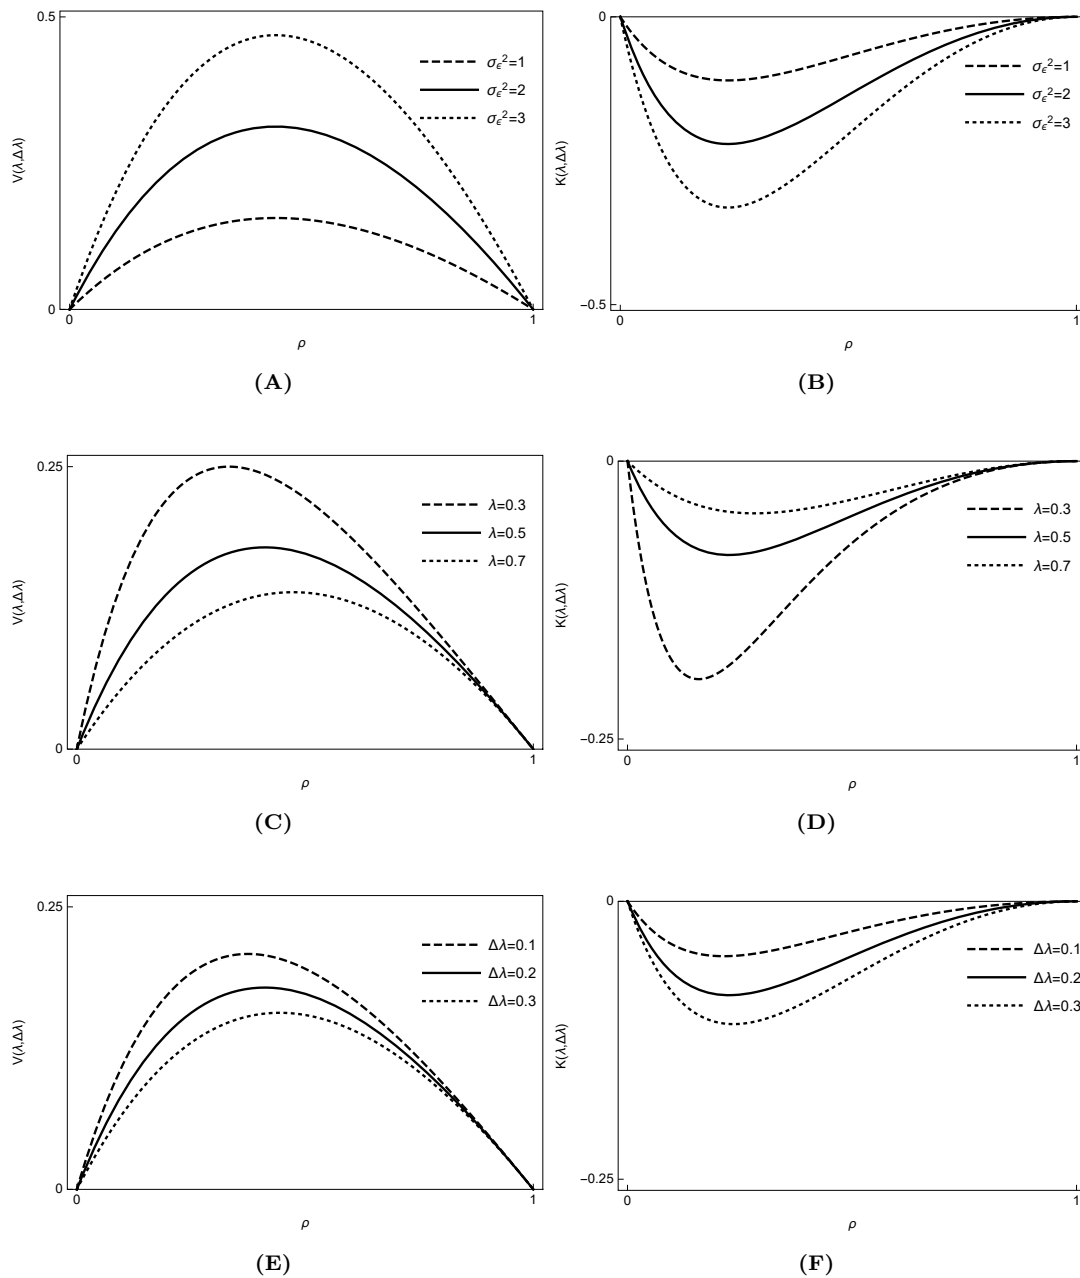 0.5
σϵ²=1
σϵ²=2
σϵ²=3
V(λ,Δλ)
0
0
1
ρ
(A)
0
σϵ²=1
σϵ²=2
σϵ²=3
K(λ,Δλ)
−0.5
0
1
ρ
(B)
0.25
λ=0.3
λ=0.5
λ=0.7
V(λ,Δλ)
0
0
1
ρ
(C)
0
λ=0.3
λ=0.5
λ=0.7
K(λ,Δλ)
−0.25
0
1
ρ
(D)
0.25
Δλ=0.1
Δλ=0.2
Δλ=0.3
V(λ,Δλ)
0
0
1
ρ
(E)
0
Δλ=0.1
Δλ=0.2
Δλ=0.3
K(λ,Δλ)
−0.25
0
1
ρ
(F)